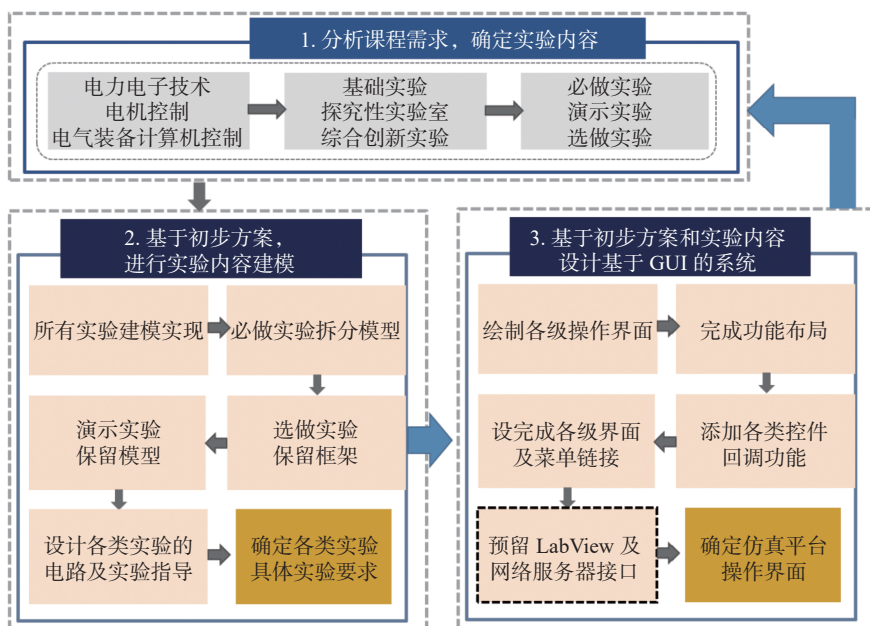 1. 分析课程需求，确定实验内容
电力电子技术
电机控制
电气装备计算机控制
基础实验
探究性实验室
综合创新实验
必做实验
演示实验
选做实验
2. 基于初步方案，
进行实验内容建模
所有实验建模实现
必做实验拆分模型
选做实验
保留框架
演示实验
保留模型
设计各类实验的
电路及实验指导
确定各类实验
具体实验要求
3. 基于初步方案和实验内容
设计基于 GUI 的系统
绘制各级操作界面
完成功能布局
添加各类控件
回调功能
设完成各级界面
及菜单链接
预留 LabView 及
网络服务器接口
确定仿真平台
操作界面